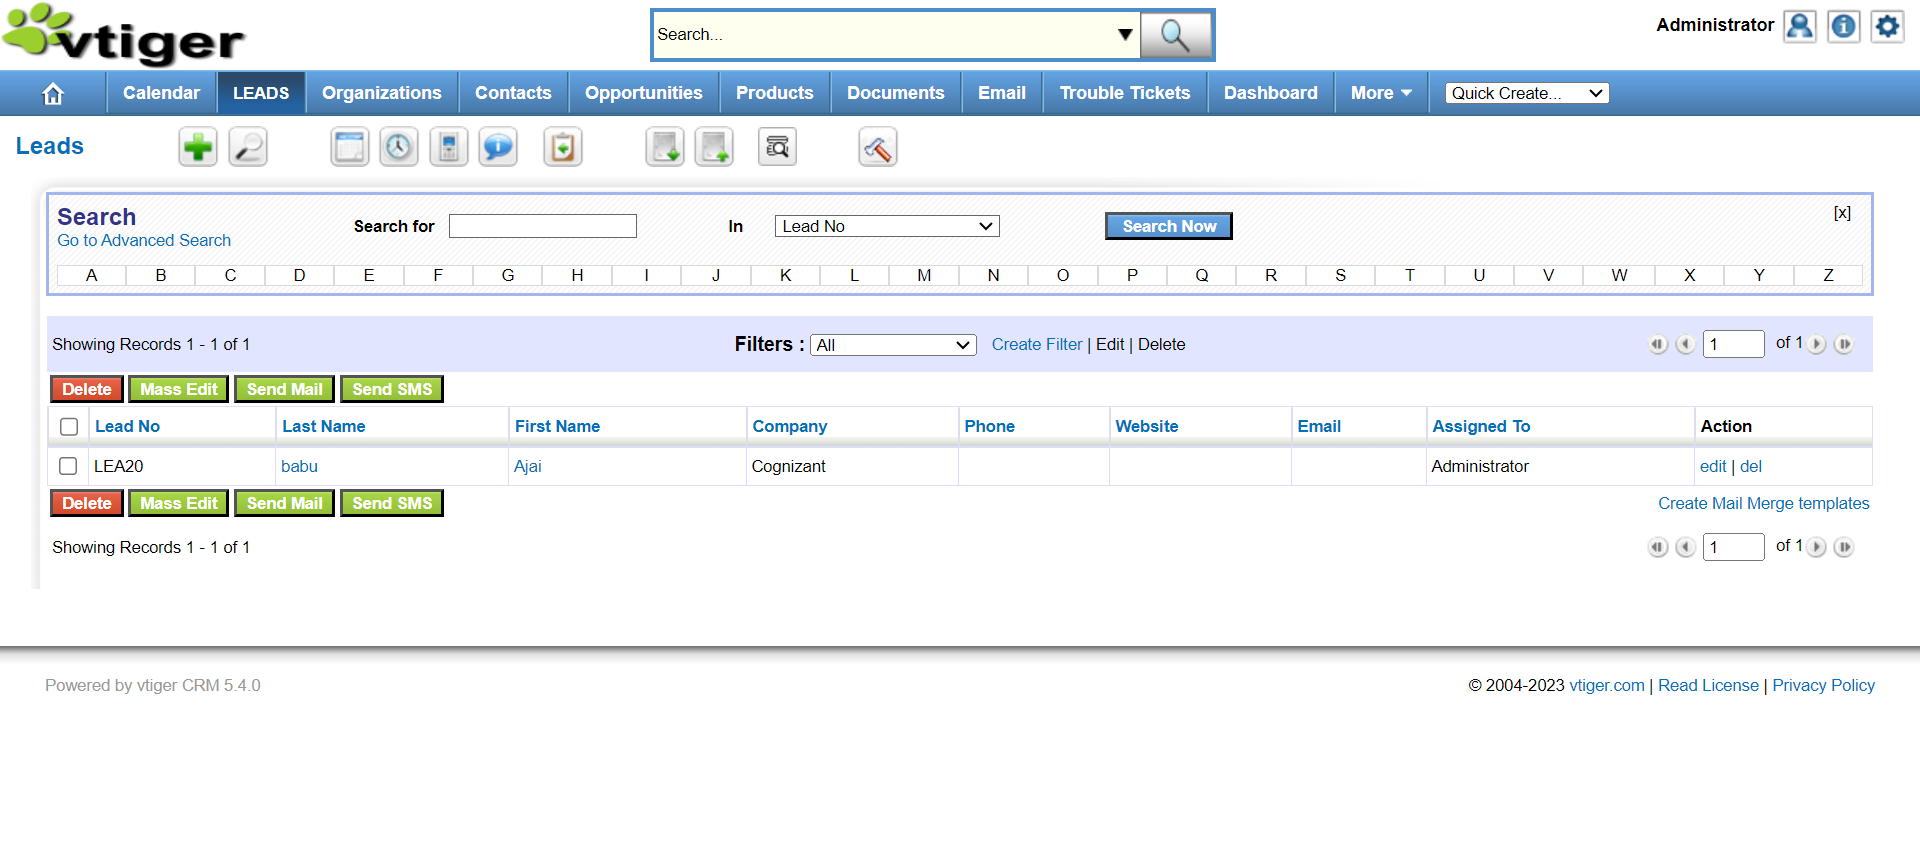 vtiger
Search...
Administrator
Calendar LEADS Organizations Contacts Opportunities Products Documents Email Trouble Tickets Dashboard More Quick Create...
Leads
Search
Go to Advanced Search
Search for In Lead No Search Now [x]
A B C D E F G H I J K L M N O P Q R S T U V W X Y Z
Showing Records 1 - 1 of 1 Filters : All Create Filter | Edit | Delete 1 of 1
Delete Mass Edit Send Mail Send SMS
Lead No Last Name First Name Company Phone Website Email Assigned To Action
LEA20 babu Ajai Cognizant Administrator edit | del
Delete Mass Edit Send Mail Send SMS Create Mail Merge templates
Showing Records 1 - 1 of 1 1 of 1
Powered by vtiger CRM 5.4.0 © 2004-2023 vtiger.com | Read License | Privacy Policy